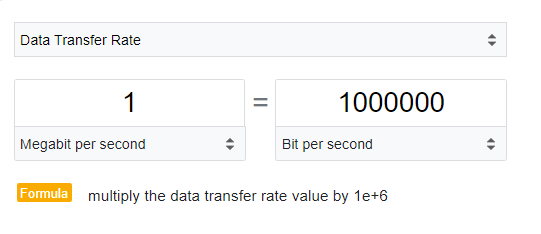 Data Transfer Rate
1 = 1000000
Megabit per second Bit per second
Formula multiply the data transfer rate value by 1e+6